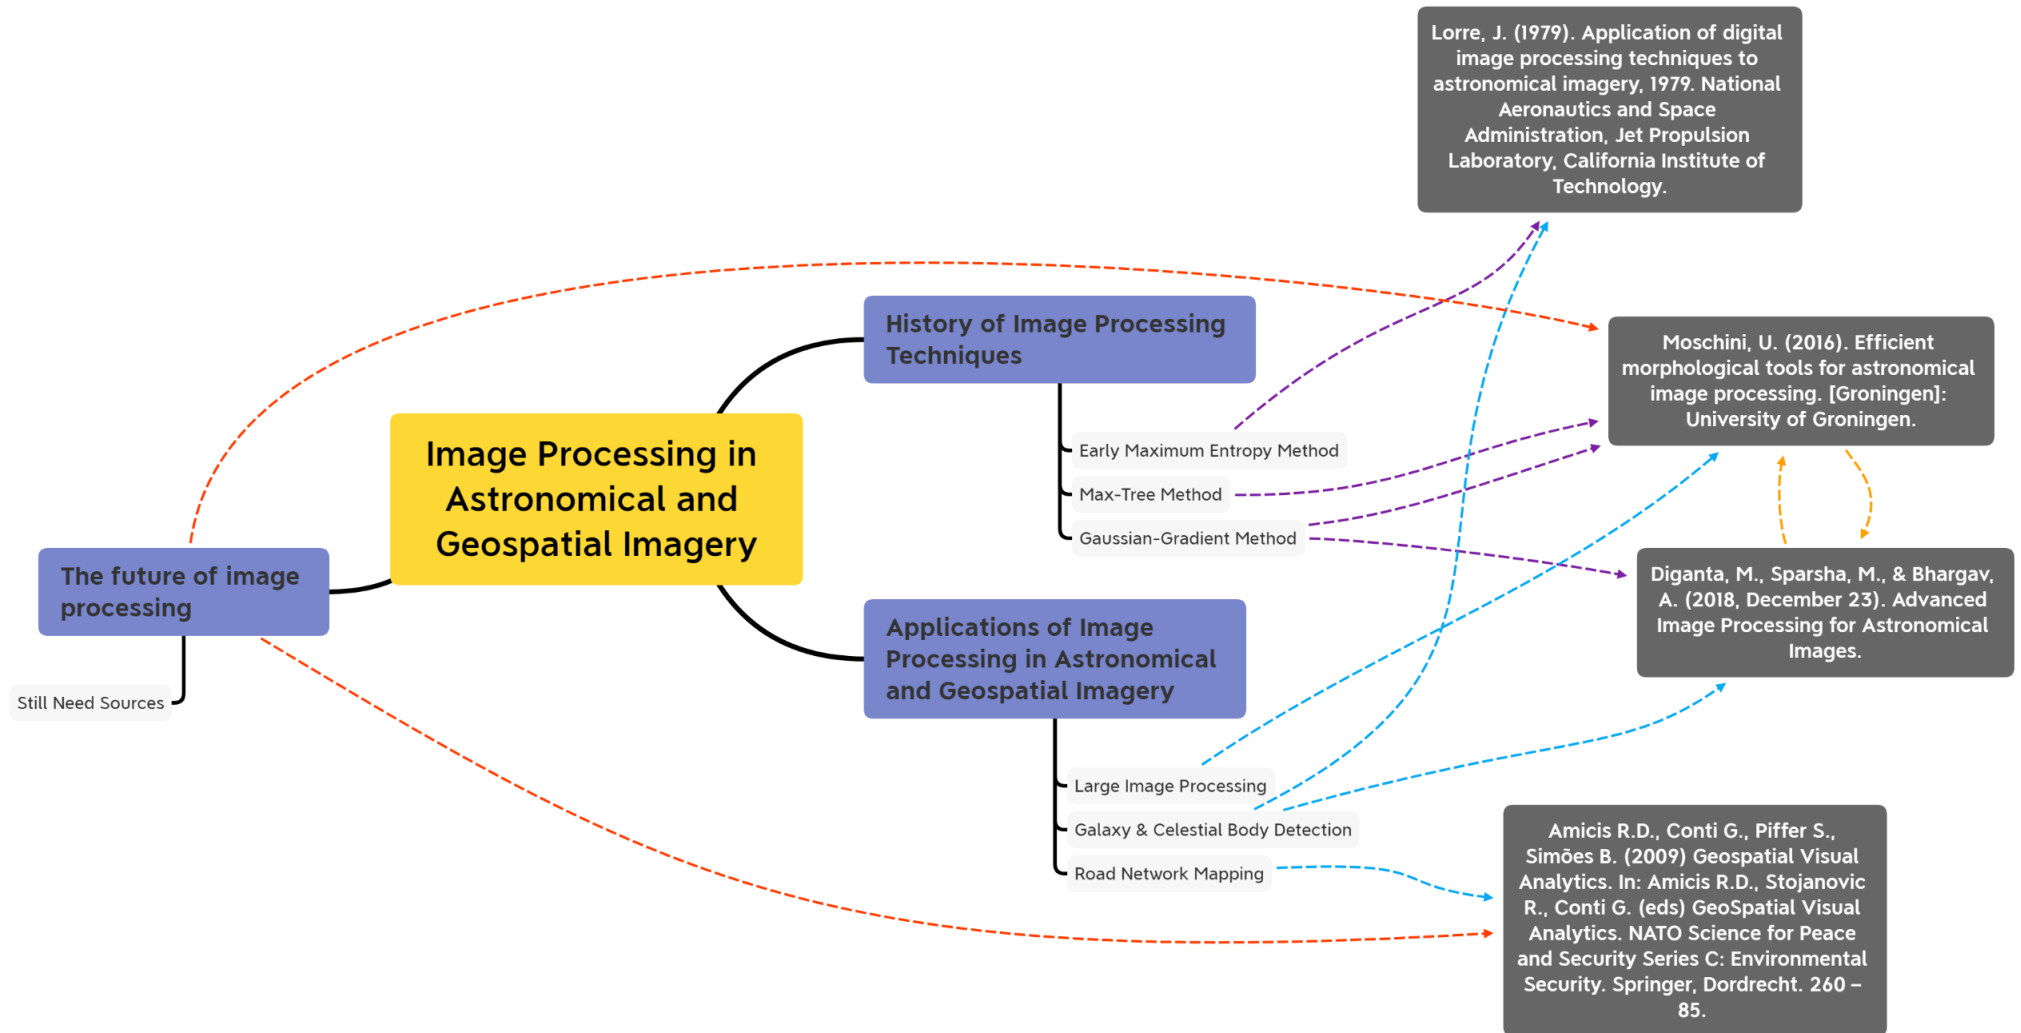 Lorre, J. (1979). Application of digital
image processing techniques to
astronomical imagery, 1979. National
Aeronautics and Space
Administration, Jet Propulsion
Laboratory, California Institute of
Technology.
History of Image Processing
Techniques
Early Maximum Entropy Method
Max-Tree Method
Gaussian-Gradient Method
Moschini, U. (2016). Efficient
morphological tools for astronomical
image processing. [Groningen]:
University of Groningen.
Image Processing in
Astronomical and
Geospatial Imagery
The future of image
processing
Still Need Sources
Diganta, M., Sparsha, M., & Bhargav,
A. (2018, December 23). Advanced
Image Processing for Astronomical
Images.
Applications of Image
Processing in Astronomical
and Geospatial Imagery
Large Image Processing
Galaxy & Celestial Body Detection
Road Network Mapping
Amicis R.D., Conti G., Piffer S.,
Simões B. (2009) Geospatial Visual
Analytics. In: Amicis R.D., Stojanovic
R., Conti G. (eds) GeoSpatial Visual
Analytics. NATO Science for Peace
and Security Series C: Environmental
Security. Springer, Dordrecht. 260 –
85.